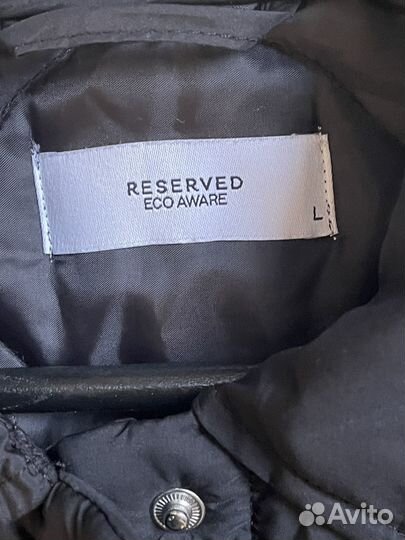 RESERVED
ECO AWARE
L
Avito